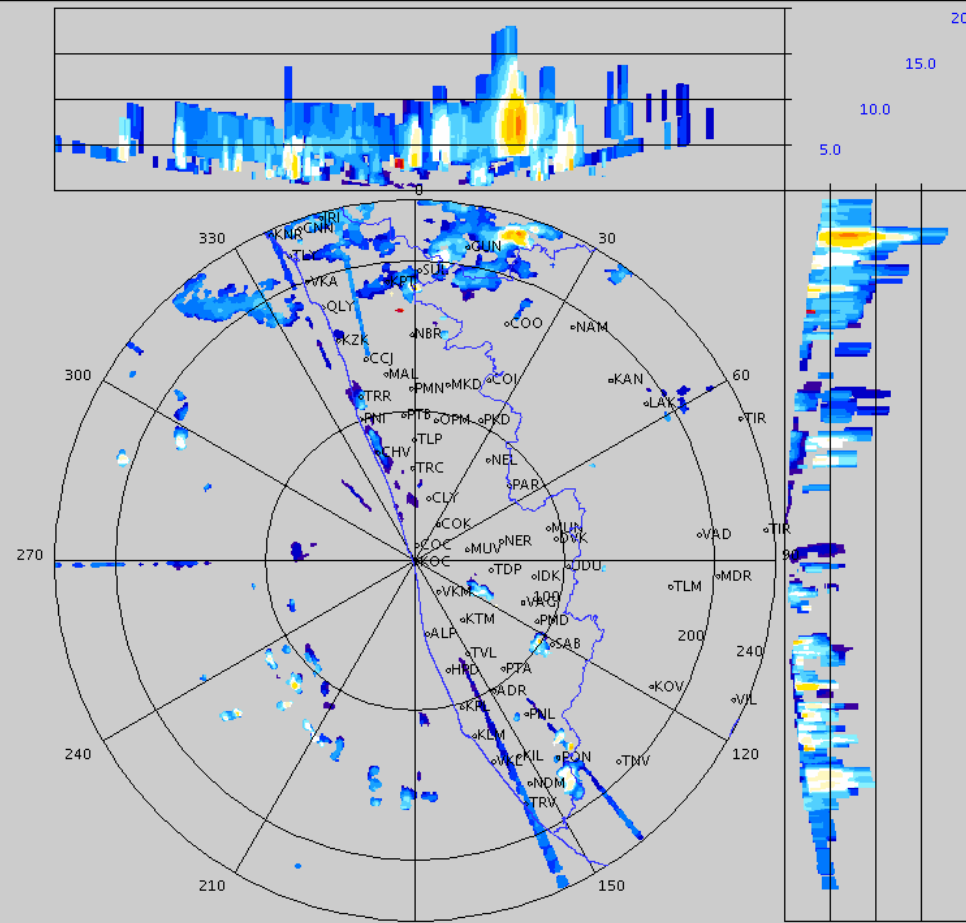 20
15.0
10.0
5.0
0
TRI
CNN
KNR
330
30
GUN
TLY
SUL
VKA
KPT
QLY
COO
NAM
NBR
KZK
CCJ
MAL
300
PMN
MKD
COI
KAN
60
TRR
LAK
PNI
PTB
OPM
PKD
TIR
TLP
CHV
TRC
NEL
PAR
CLY
COK
MUN
TIR
DVK
VAD
COC
MUV
NER
270
KOC
90
TDP
IDK
UDU
MDR
TLM
VKM
100
VAG
KTM
PMD
ALP
200
SAB
TVL
240
HPD
PTA
KOV
ADR
VIL
KPL
PNL
KLM
240
120
VKL
KIL
PON
TNV
NDM
TRV
210
150